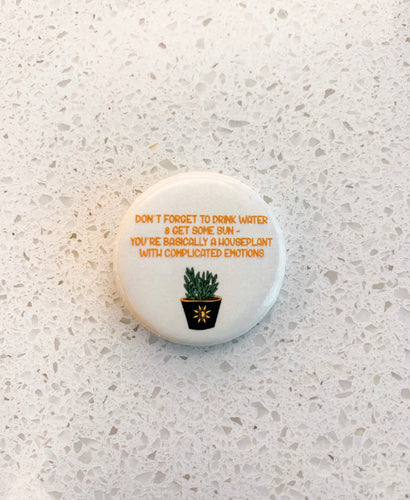 DON'T FORGET TO DRINK WATER
& GET SOME SUN -
YOU'RE BASICALLY A HOUSEPLANT
WITH COMPLICATED EMOTIONS